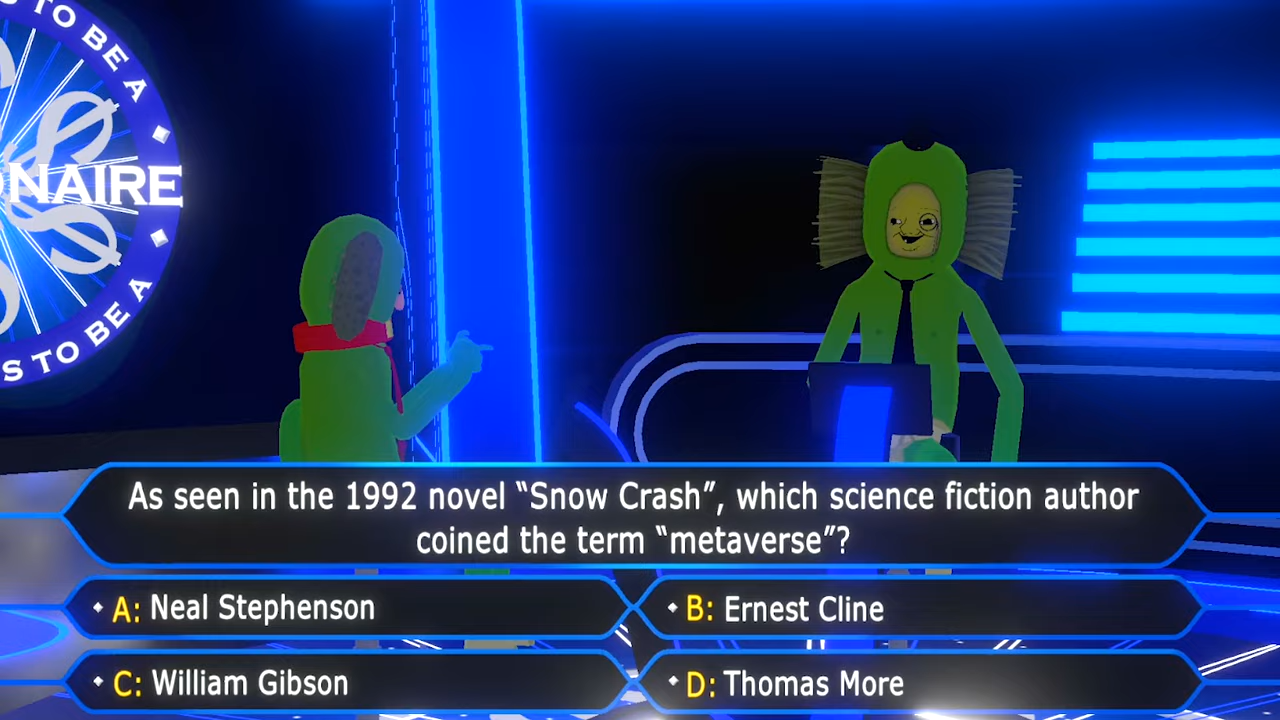 S TO BE A
NAIRE
S TO BE A
As seen in the 1992 novel “Snow Crash”, which science fiction author
coined the term “metaverse”?
A: Neal Stephenson
B: Ernest Cline
C: William Gibson
D: Thomas More